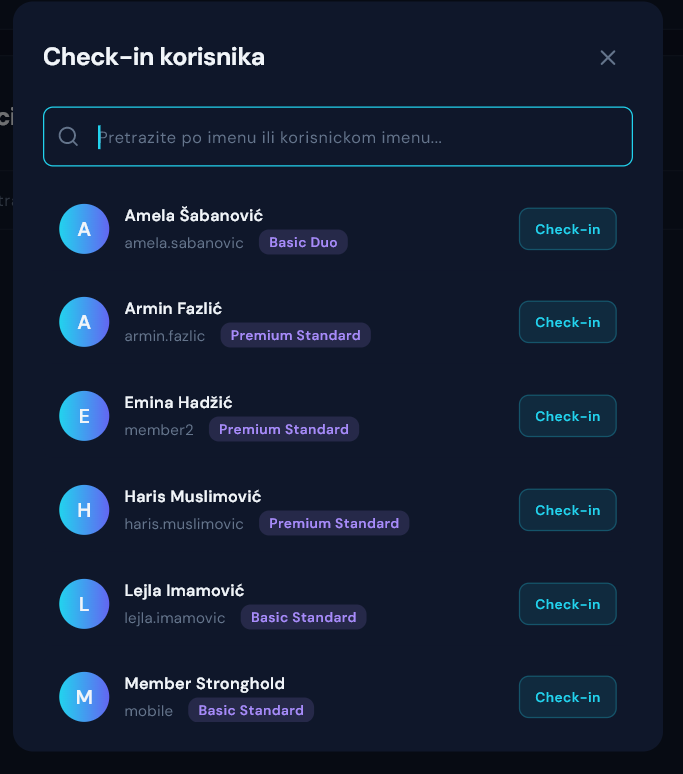 Check-in korisnika
Pretrazite po imenu ili korisnickom imenu...
A
Amela Šabanović
amela.sabanovic Basic Duo
Check-in
A
Armin Fazlić
armin.fazlic Premium Standard
Check-in
E
Emina Hadžić
member2 Premium Standard
Check-in
H
Haris Muslimović
haris.muslimovic Premium Standard
Check-in
L
Lejla Imamović
lejla.imamovic Basic Standard
Check-in
M
Member Stronghold
mobile Basic Standard
Check-in